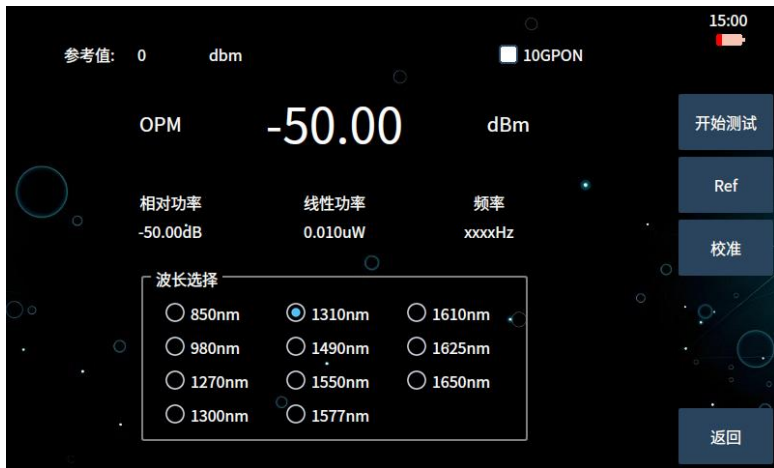 15:00
参考值: 0 dbm 10GPON
OPM -50.00 dBm
开始测试
Ref
相对功率 线性功率 频率
-50.00dB 0.010uW xxxxHz
校准
波长选择
850nm 1310nm 1610nm
980nm 1490nm 1625nm
1270nm 1550nm 1650nm
1300nm 1577nm
返回